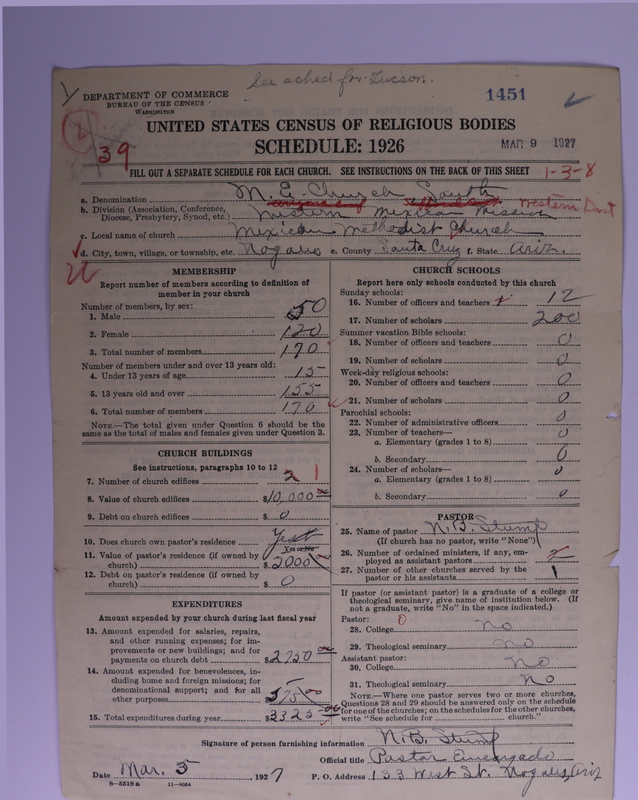 See sched for Tucson.
DEPARTMENT OF COMMERCE
BUREAU OF THE CENSUS
WASHINGTON
1451
UNITED STATES CENSUS OF RELIGIOUS BODIES
SCHEDULE: 1926
MAR 9 1927
39
FILL OUT A SEPARATE SCHEDULE FOR EACH CHURCH. SEE INSTRUCTIONS ON THE BACK OF THIS SHEET
1-3-8
a. Denomination M. E. Church South
b. Division (Association, Conference, Diocese, Presbytery, Synod, etc.) Western Mexican Mission
c. Local name of church Mexican Methodist Church
d. City, town, village, or township, etc. Nogales e. County Santa Cruz f. State Ariz.
MEMBERSHIP
Report number of members according to definition of member in your church
Number of members, by sex:
1. Male 50
2. Female 120
3. Total number of members 170
Number of members under and over 13 years old:
4. Under 13 years of age 15
5. 13 years old and over 155
6. Total number of members 170
NOTE.—The total given under Question 6 should be the same as the total of males and females given under Question 3.
CHURCH BUILDINGS
See instructions, paragraphs 10 to 12
7. Number of church edifices 2 1
8. Value of church edifices $10,000 00
9. Debt on church edifices $ 0
10. Does church own pastor's residence Yes
Yes or No
11. Value of pastor's residence (if owned by church) $2000
12. Debt on pastor's residence (if owned by church) $ 0
EXPENDITURES
Amount expended by your church during last fiscal year
13. Amount expended for salaries, repairs, and other running expenses; for improvements or new buildings; and for payments on church debt $2750 00
14. Amount expended for benevolences, including home and foreign missions; for denominational support; and for all other purposes 575 00
15. Total expenditures during year $3325 00
CHURCH SCHOOLS
Report here only schools conducted by this church
Sunday schools:
16. Number of officers and teachers 12
17. Number of scholars 200
Summer vacation Bible schools:
18. Number of officers and teachers 0
19. Number of scholars 0
Week-day religious schools:
20. Number of officers and teachers 0
21. Number of scholars 0
Parochial schools:
22. Number of administrative officers 0
23. Number of teachers—
a. Elementary (grades 1 to 8) 0
b. Secondary 0
24. Number of scholars— 0
a. Elementary (grades 1 to 8) 0
b. Secondary 0
PASTOR
25. Name of pastor N. B. Stump
(If church has no pastor, write "None")
26. Number of ordained ministers, if any, employed as assistant pastors
27. Number of other churches served by the pastor or his assistants 1
If pastor (or assistant pastor) is a graduate of a college or theological seminary, give name of institution below. (If not a graduate, write "No" in the space indicated.)
Pastor: 0
28. College No
29. Theological seminary No
Assistant pastor:
30. College No
31. Theological seminary No
NOTE.—Where one pastor serves two or more churches, Questions 28 and 29 should be answered only on the schedule for one of the churches; on the schedules for the other churches, write "See schedule for church."
Signature of person furnishing information N. B. Stump
Official title Pastor Encargado
Date Mar. 5, 1927 P. O. Address 133 West St. Nogales, Ariz
8—5518 a 11—9084